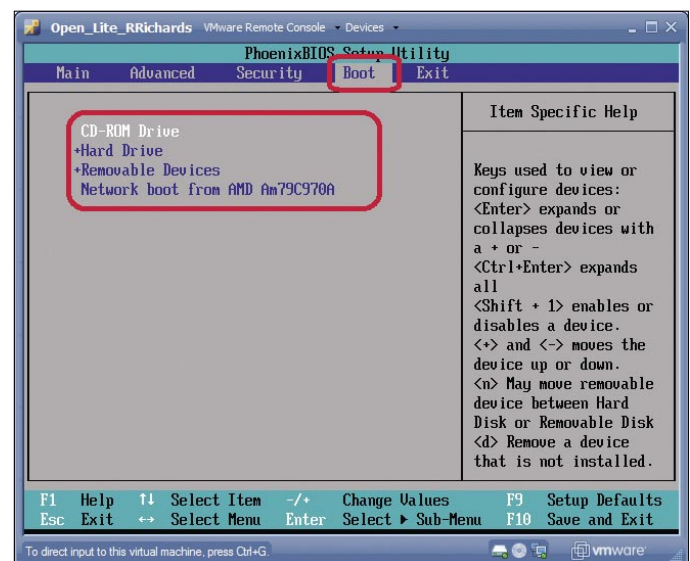 Open_Lite_RRichards VMware Remote Console Devices
PhoenixBIOS Setup Utility
Main Advanced Security Boot Exit
CD-ROM Drive
+Hard Drive
+Removable Devices
Network boot from AMD Am79C970A
Item Specific Help
Keys used to view or
configure devices:
<Enter> expands or
collapses devices with
a + or -
<Ctrl+Enter> expands
all
<Shift + 1> enables or
disables a device.
<+> and <-> moves the
device up or down.
<n> May move removable
device between Hard
Disk or Removable Disk
<d> Remove a device
that is not installed.
F1 Help ↑↓ Select Item -/+ Change Values F9 Setup Defaults
Esc Exit ↔ Select Menu Enter Select ▶ Sub-Menu F10 Save and Exit
To direct input to this virtual machine, press Ctrl+G.
vmware